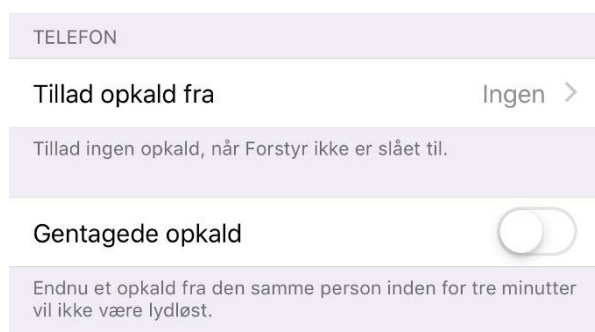 TELEFON
Tillad opkald fra Ingen
Tillad ingen opkald, når Forstyr ikke er slået til.
Gentagede opkald
Endnu et opkald fra den samme person inden for tre minutter
vil ikke være lydløst.